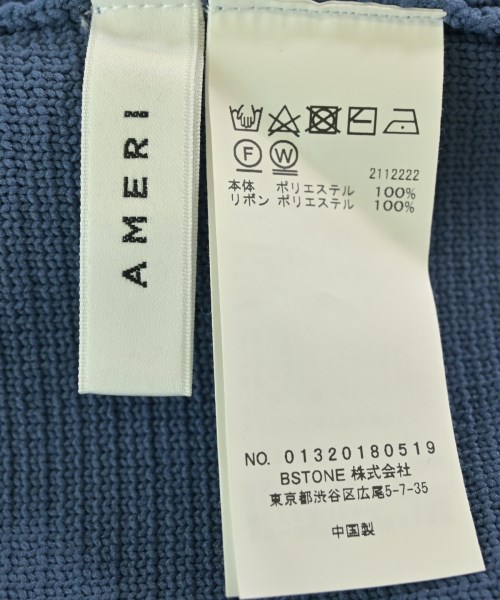 AMERI
F W
2112222
本体 ポリエステル 100%
リボン ポリエステル 100%
NO. 01320180519
BSTONE 株式会社
東京都渋谷区広尾5-7-35
中国製